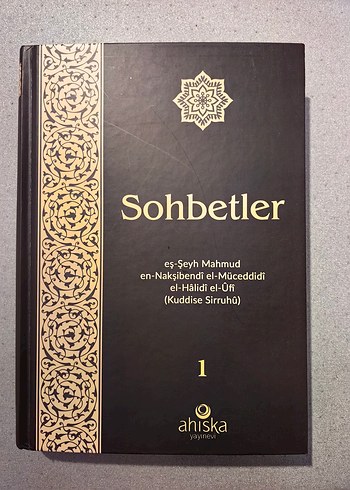 Sohbetler
eş-Şeyh Mahmud
en-Nakşibendî el-Müceddidî
el-Hâlidî el-Ûfî
(Kuddise Sirruhû)
1
ahıska
yayınevi